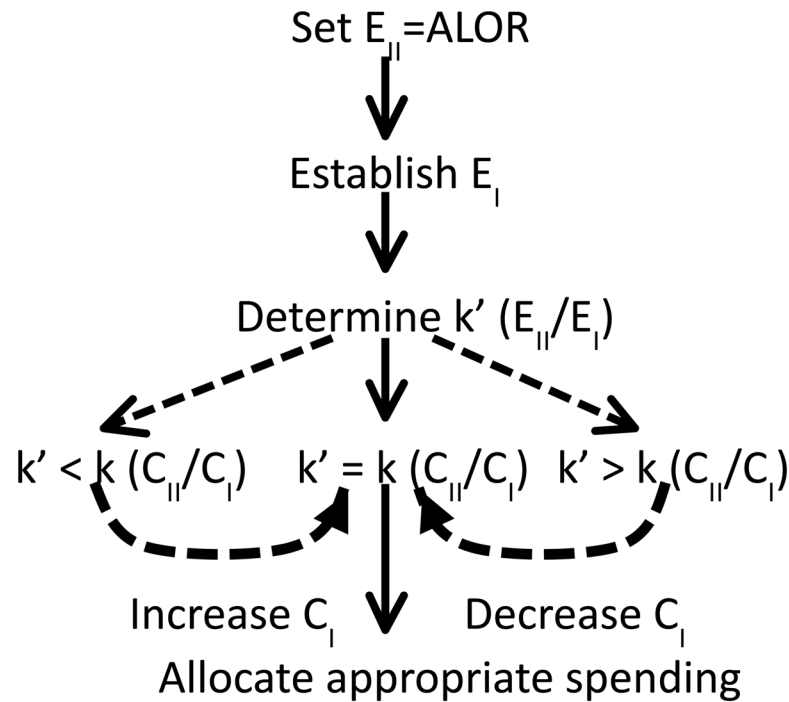 Set E_II=ALOR
Establish E_I
Determine k’ (E_II/E_I)
k’ < k (C_II/C_I) k’ = k (C_II/C_I) k’ > k (C_II/C_I)
Increase C_I Decrease C_I
Allocate appropriate spending